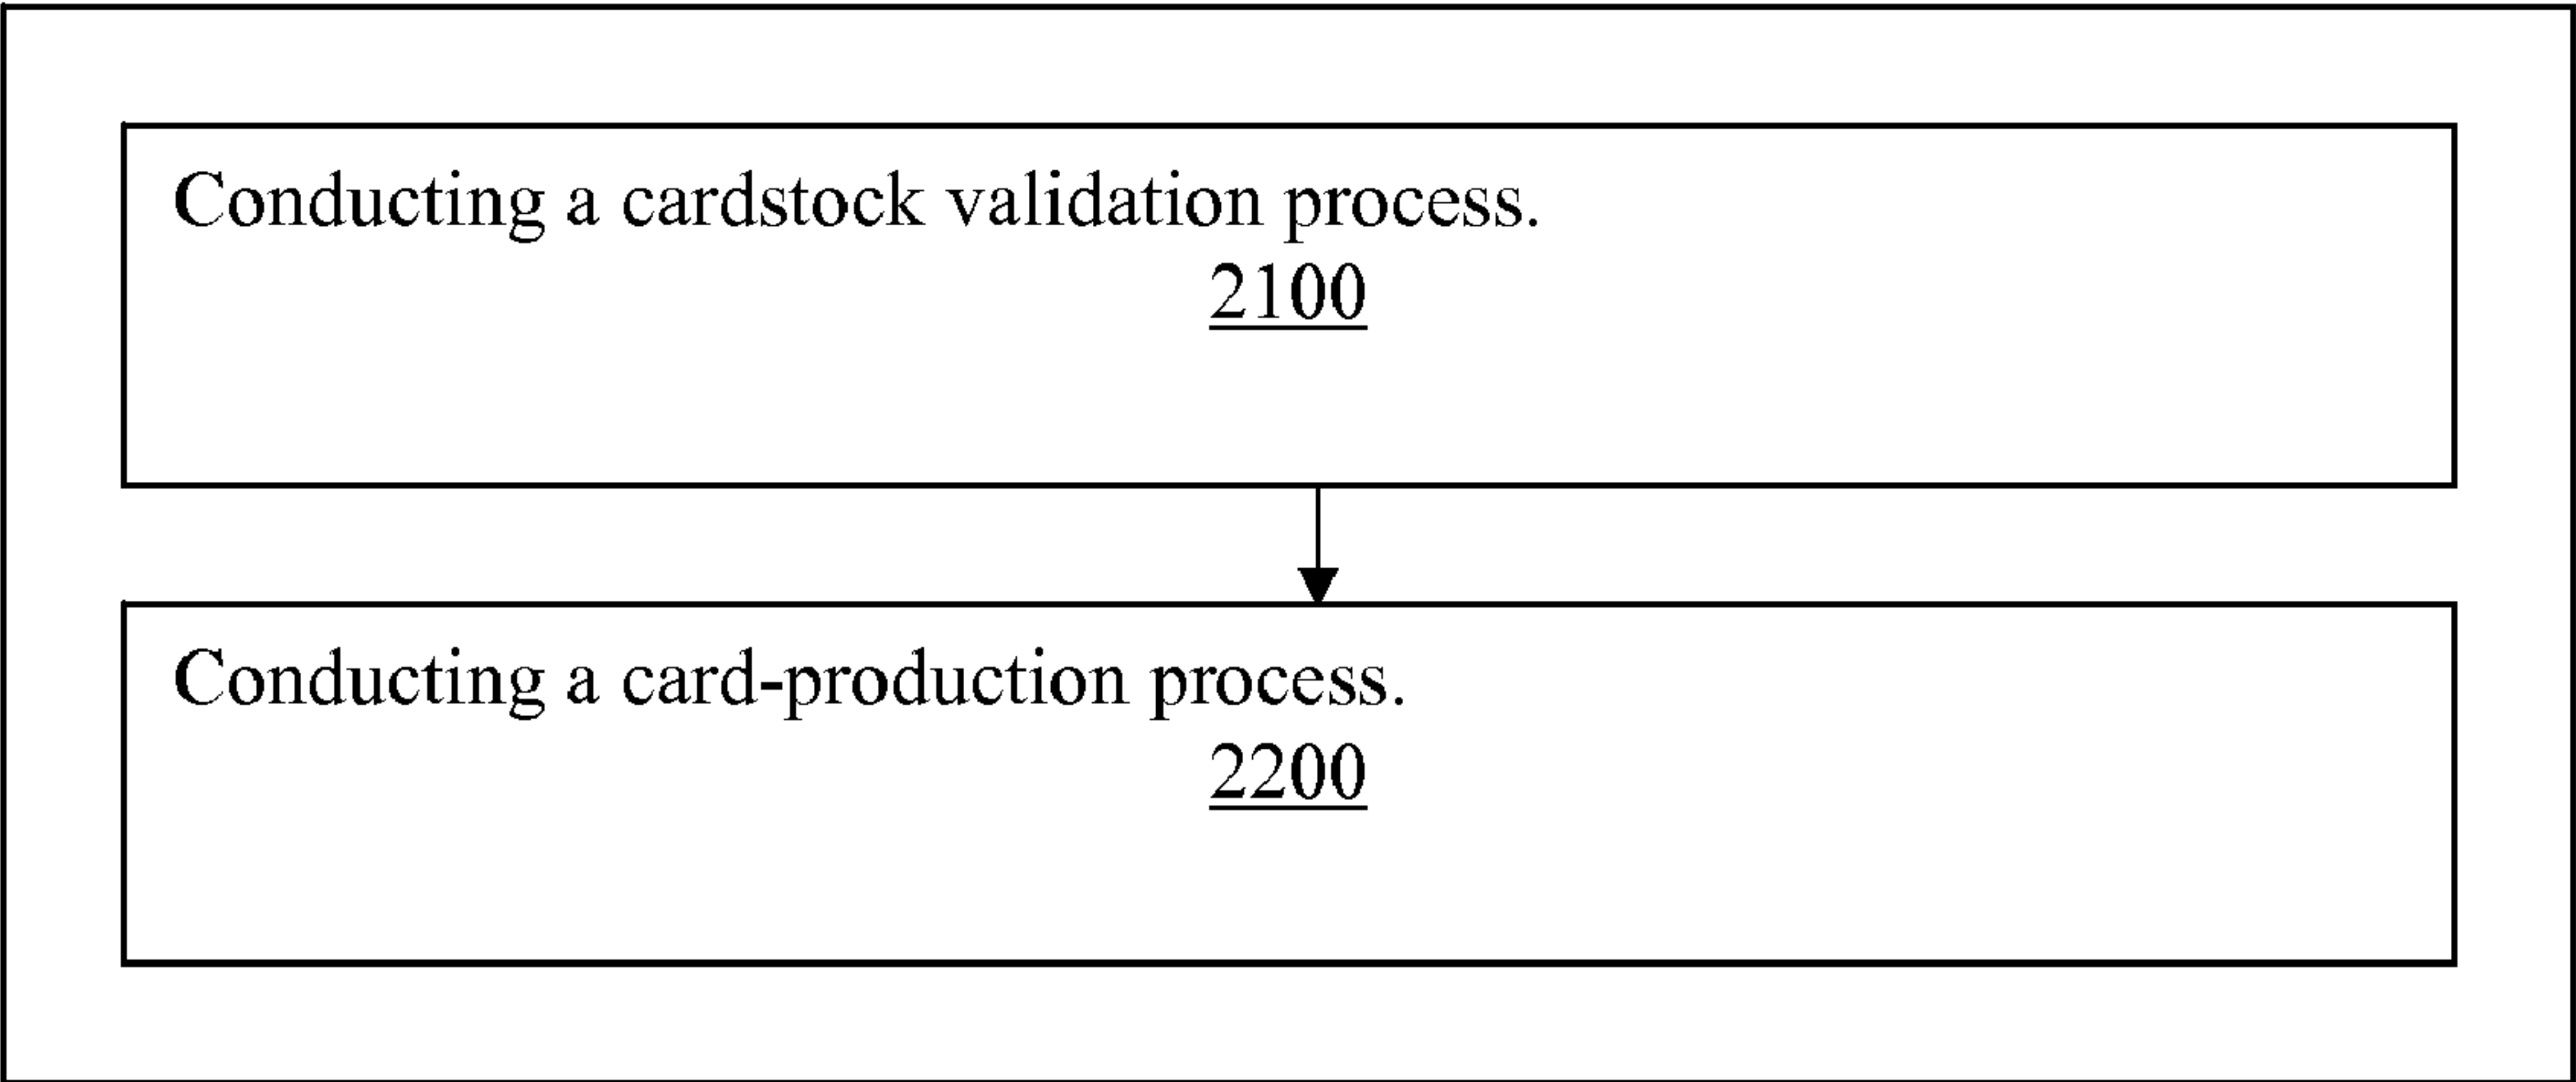 Conducting a cardstock validation process.
2100
Conducting a card-production process.
2200